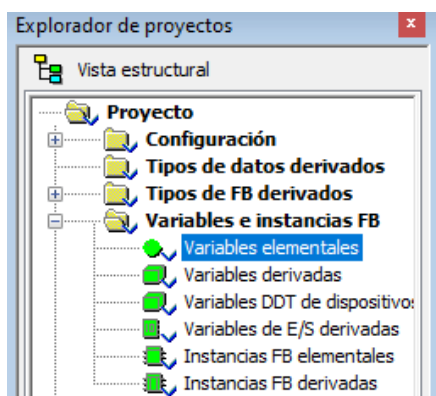 Explorador de proyectos
Vista estructural
Proyecto
Configuración
Tipos de datos derivados
Tipos de FB derivados
Variables e instancias FB
Variables elementales
Variables derivadas
Variables DDT de dispositivos
Variables de E/S derivadas
Instancias FB elementales
Instancias FB derivadas